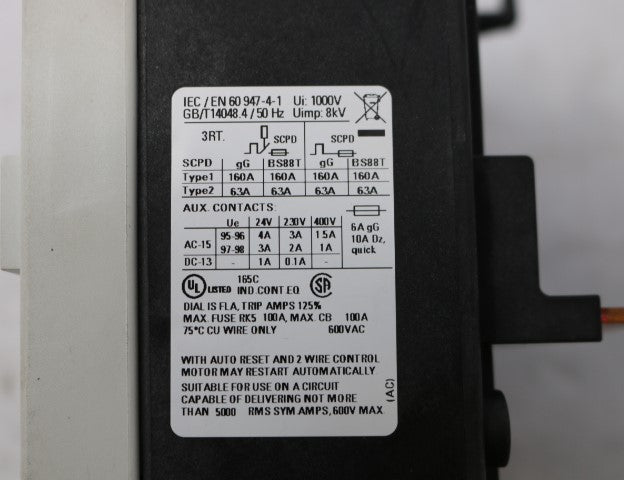 IEC / EN 60 947-4-1 Ui: 1000V
GB/T14048.4 / 50 Hz Uimp: 8kV
3RT. SCPD SCPD
SCPD gG BS88T gG BS88T
Type1 160A 160A 160A 160A
Type2 63A 63A 63A 63A
AUX. CONTACTS:
Ue 24V 230V 400V
AC-15 95-96 4A 3A 1.5A
97-98 3A 2A 1A
DC-13 - 1A 0.1A -
6A gG
10A Dz,
quick
UL LISTED 165C IND. CONT. EQ. SA
DIAL IS FLA, TRIP AMPS 125%
MAX. FUSE RK5 100A, MAX. CB 100A
75°C CU WIRE ONLY 600VAC
WITH AUTO RESET AND 2 WIRE CONTROL
MOTOR MAY RESTART AUTOMATICALLY
SUITABLE FOR USE ON A CIRCUIT
CAPABLE OF DELIVERING NOT MORE
THAN 5000 RMS SYM AMPS, 600V MAX.
(AC)